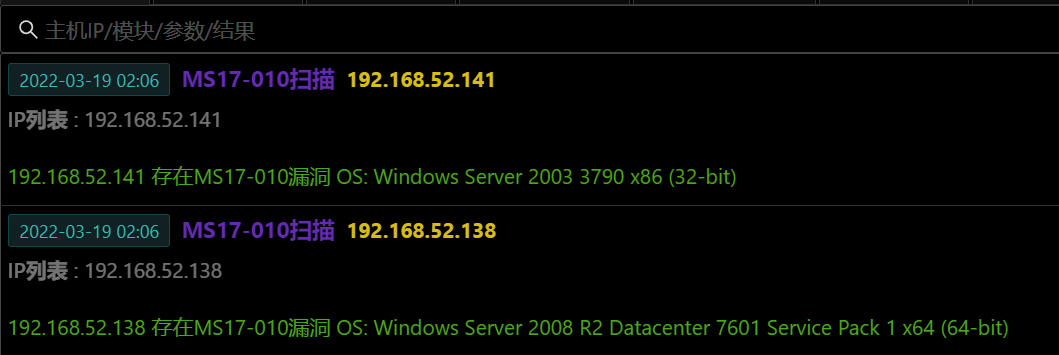 主机IP/模块/参数/结果
2022-03-19 02:06 MS17-010扫描 192.168.52.141
IP列表 : 192.168.52.141
192.168.52.141 存在MS17-010漏洞 OS: Windows Server 2003 3790 x86 (32-bit)
2022-03-19 02:06 MS17-010扫描 192.168.52.138
IP列表 : 192.168.52.138
192.168.52.138 存在MS17-010漏洞 OS: Windows Server 2008 R2 Datacenter 7601 Service Pack 1 x64 (64-bit)